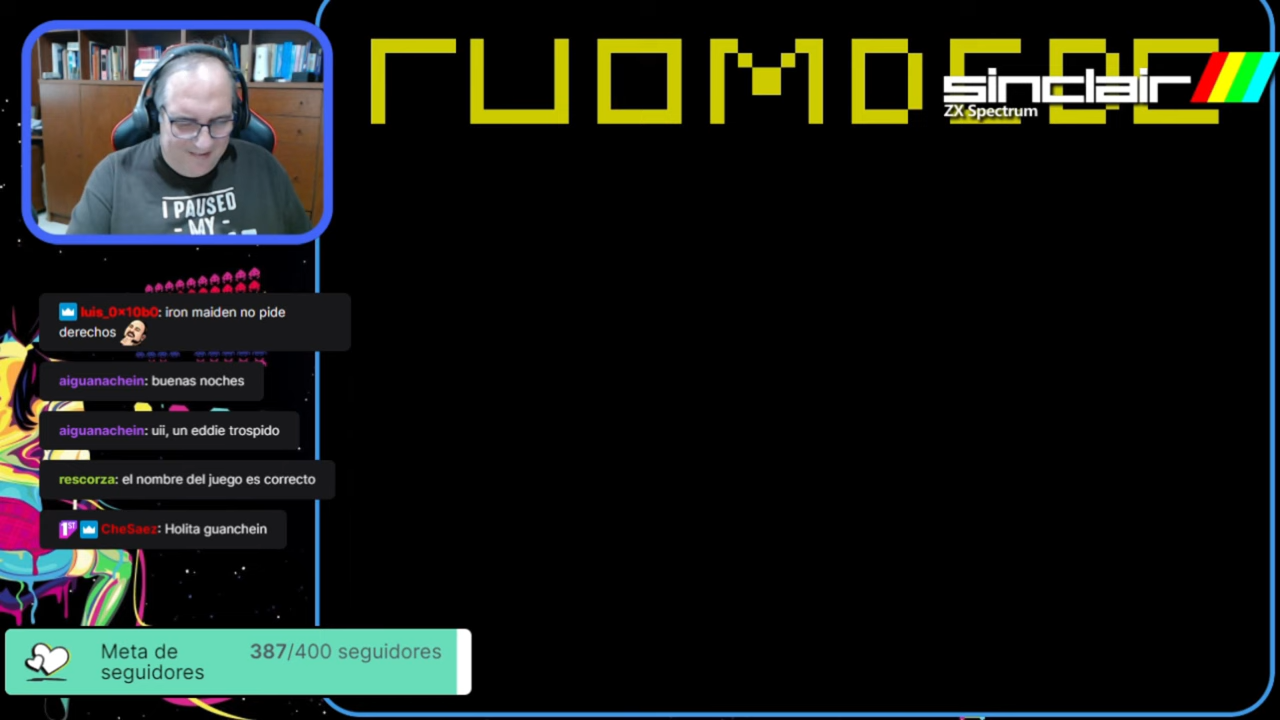 sinclair
ZX Spectrum
I PAUSED
- MY -
luis_0x10b0: iron maiden no pide
derechos
aiguanachein: buenas noches
aiguanachein: uii, un eddie trospido
rescorza: el nombre del juego es correcto
1ST CheSaez: Holita guanchein
Meta de
seguidores
387/400 seguidores